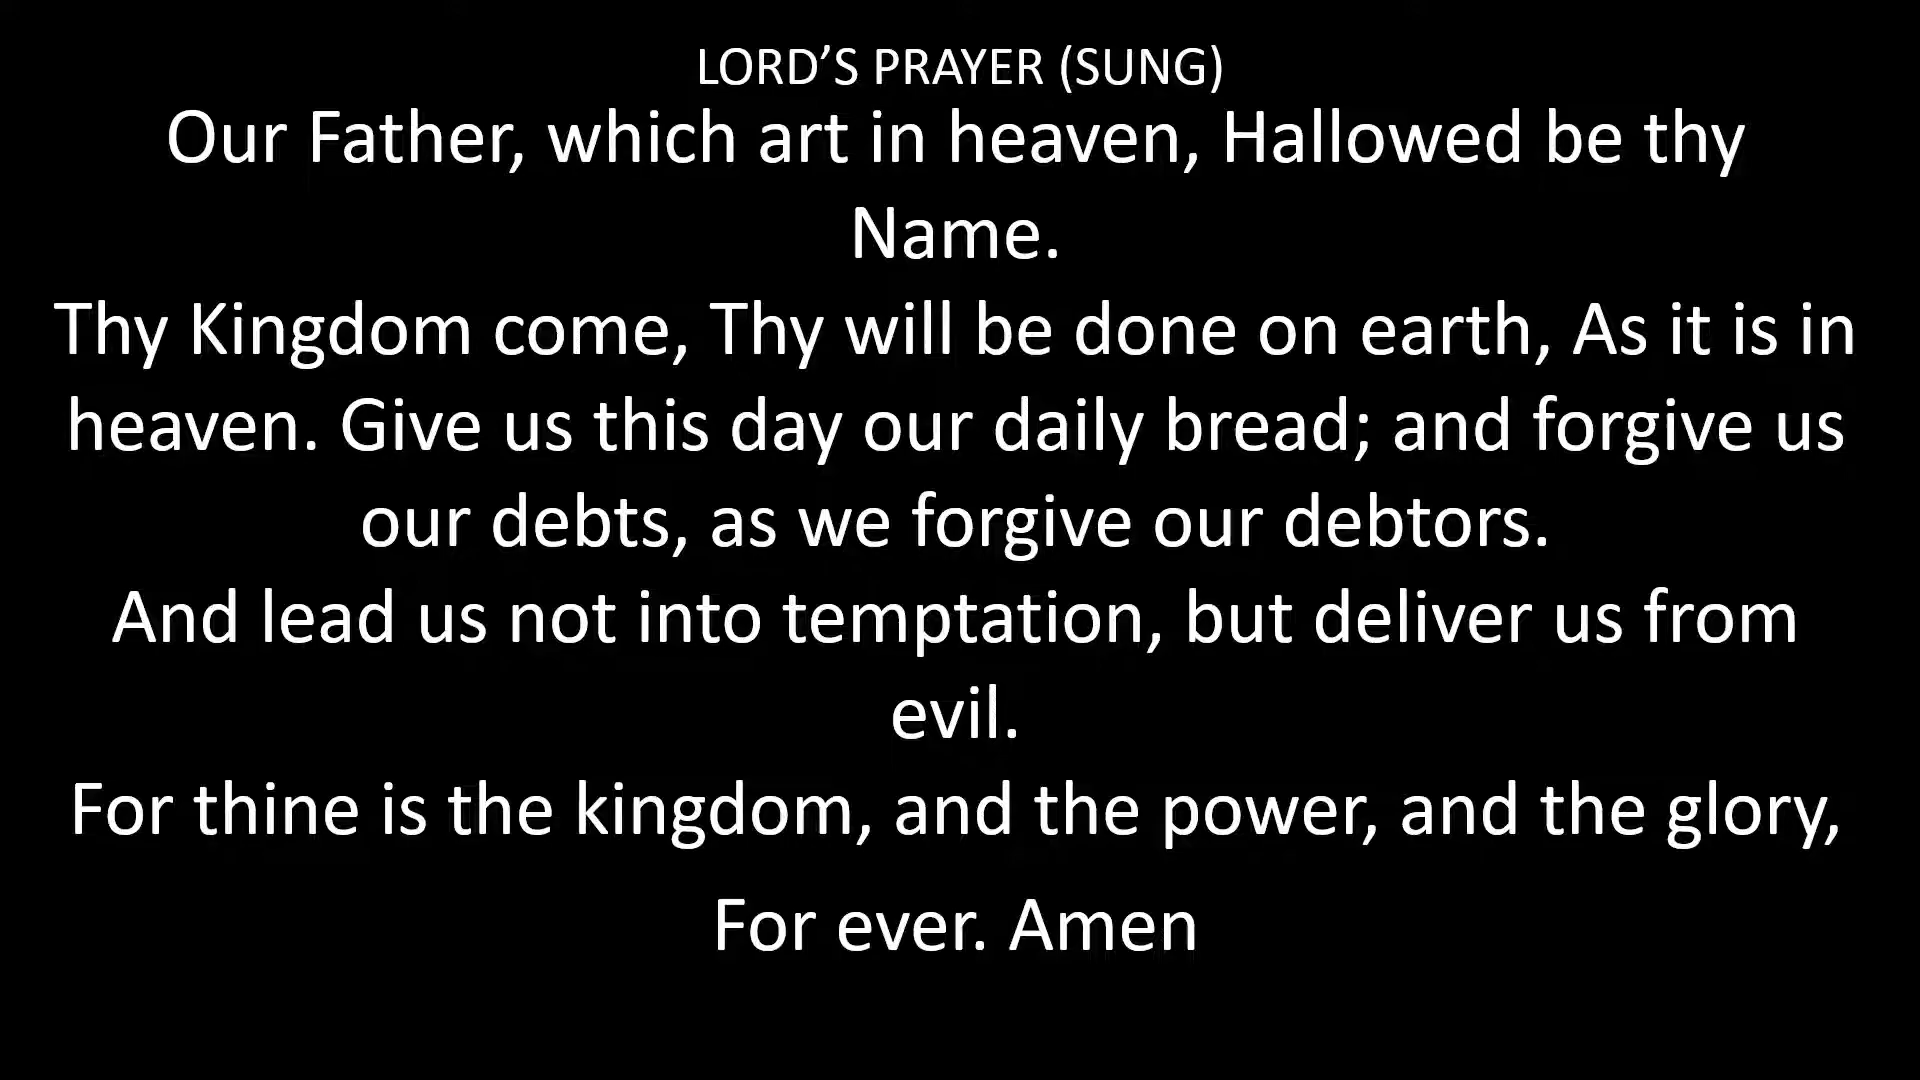 LORD’S PRAYER (SUNG)
Our Father, which art in heaven, Hallowed be thy
Name.
Thy Kingdom come, Thy will be done on earth, As it is in
heaven. Give us this day our daily bread; and forgive us
our debts, as we forgive our debtors.
And lead us not into temptation, but deliver us from
evil.
For thine is the kingdom, and the power, and the glory,
For ever. Amen